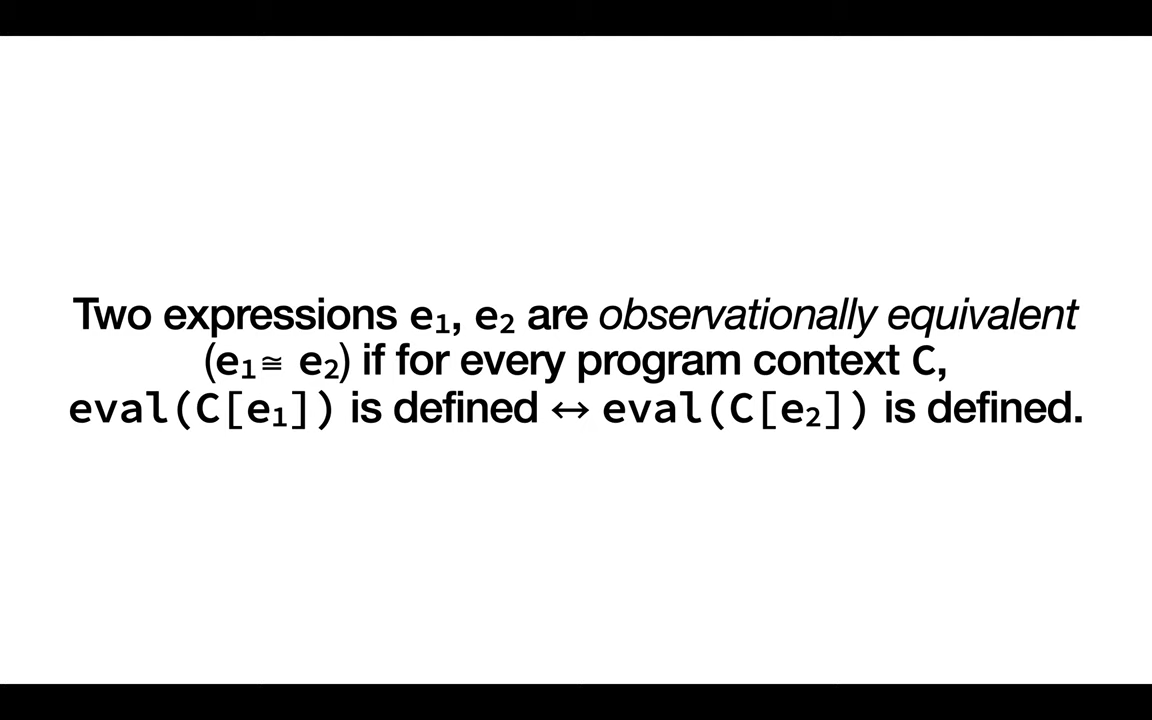 Two expressions e₁, e₂ are observationally equivalent
(e₁≅ e₂) if for every program context C,
eval(C[e₁]) is defined ↔ eval(C[e₂]) is defined.